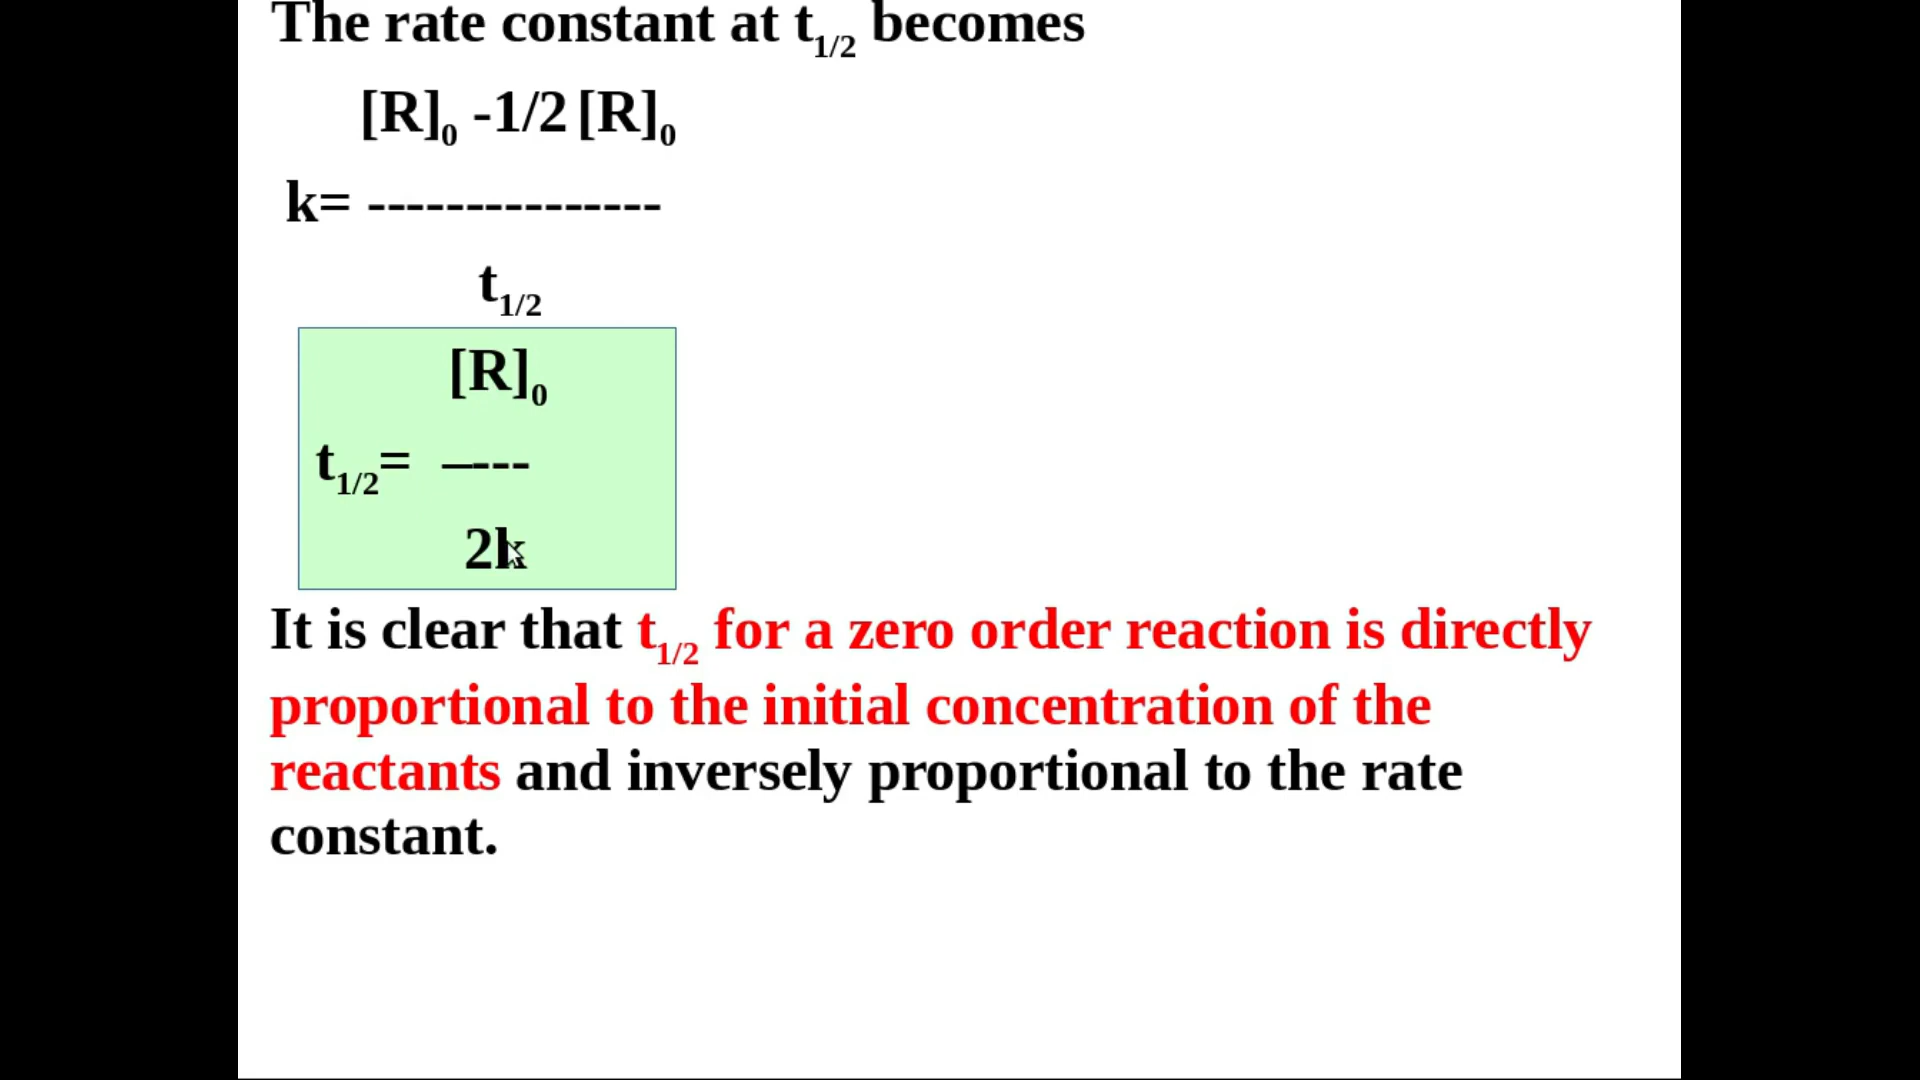 The rate constant at t1/2 becomes
[R]0 -1/2 [R]0
k= ---------------
t1/2
[R]0
t1/2= –---
2k
It is clear that t1/2 for a zero order reaction is directly
proportional to the initial concentration of the
reactants and inversely proportional to the rate
constant.